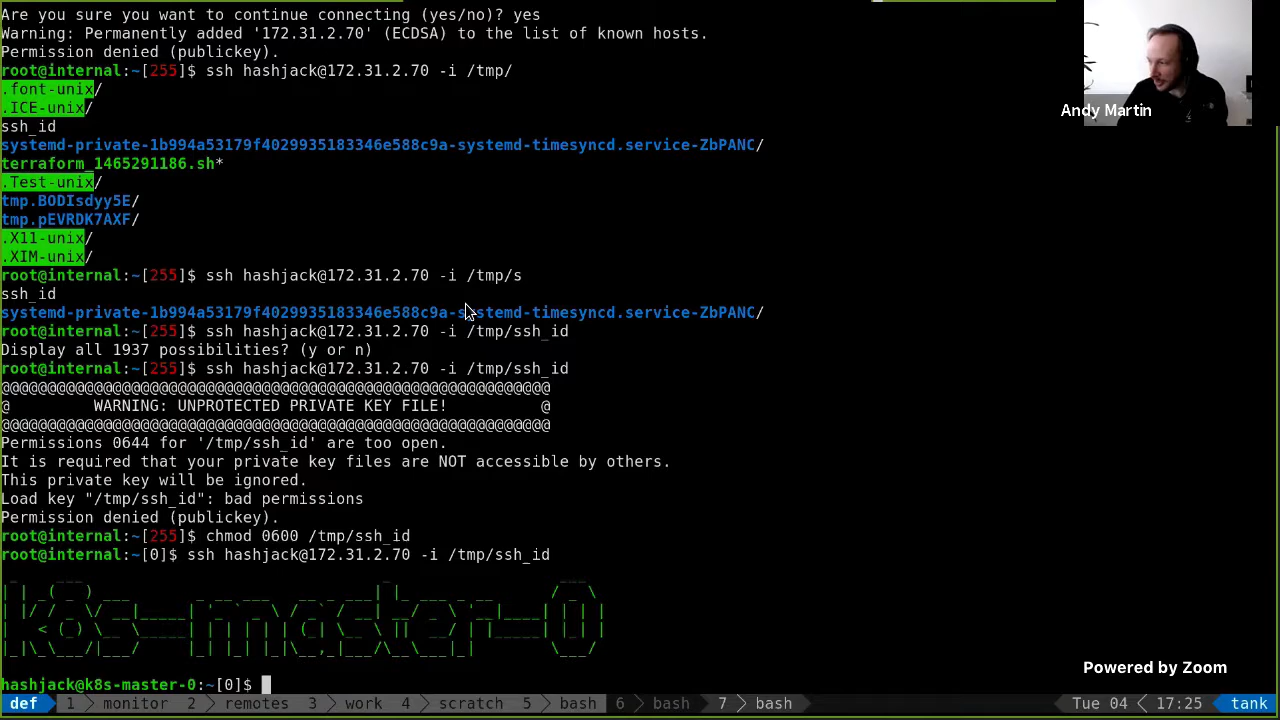 Are you sure you want to continue connecting (yes/no)? yes
Warning: Permanently added '172.31.2.70' (ECDSA) to the list of known hosts.
Permission denied (publickey).
root@internal:~[255]$ ssh hashjack@172.31.2.70 -i /tmp/
.font-unix/
.ICE-unix/
ssh_id
systemd-private-1b994a53179f4029935183346e588c9a-systemd-timesyncd.service-ZbPANC/
terraform_1465291186.sh*
.Test-unix/
tmp.BODIsdyy5E/
tmp.pEVRDK7AXF/
.X11-unix/
.XIM-unix/
root@internal:~[255]$ ssh hashjack@172.31.2.70 -i /tmp/s
ssh_id
systemd-private-1b994a53179f4029935183346e588c9a-systemd-timesyncd.service-ZbPANC/
root@internal:~[255]$ ssh hashjack@172.31.2.70 -i /tmp/ssh_id
Display all 1937 possibilities? (y or n)
root@internal:~[255]$ ssh hashjack@172.31.2.70 -i /tmp/ssh_id
@@@@@@@@@@@@@@@@@@@@@@@@@@@@@@@@@@@@@@@@@@@@@@@@@@@@@@@@@@@
@         WARNING: UNPROTECTED PRIVATE KEY FILE!          @
@@@@@@@@@@@@@@@@@@@@@@@@@@@@@@@@@@@@@@@@@@@@@@@@@@@@@@@@@@@
Permissions 0644 for '/tmp/ssh_id' are too open.
It is required that your private key files are NOT accessible by others.
This private key will be ignored.
Load key "/tmp/ssh_id": bad permissions
Permission denied (publickey).
root@internal:~[255]$ chmod 0600 /tmp/ssh_id
root@internal:~[0]$ ssh hashjack@172.31.2.70 -i /tmp/ssh_id
k8s-master-0
hashjack@k8s-master-0:~[0]$
def 1 monitor 2 remotes 3 work 4 scratch 5 bash 6 bash 7 bash Tue 04 17:25 tank
Andy Martin
Powered by Zoom